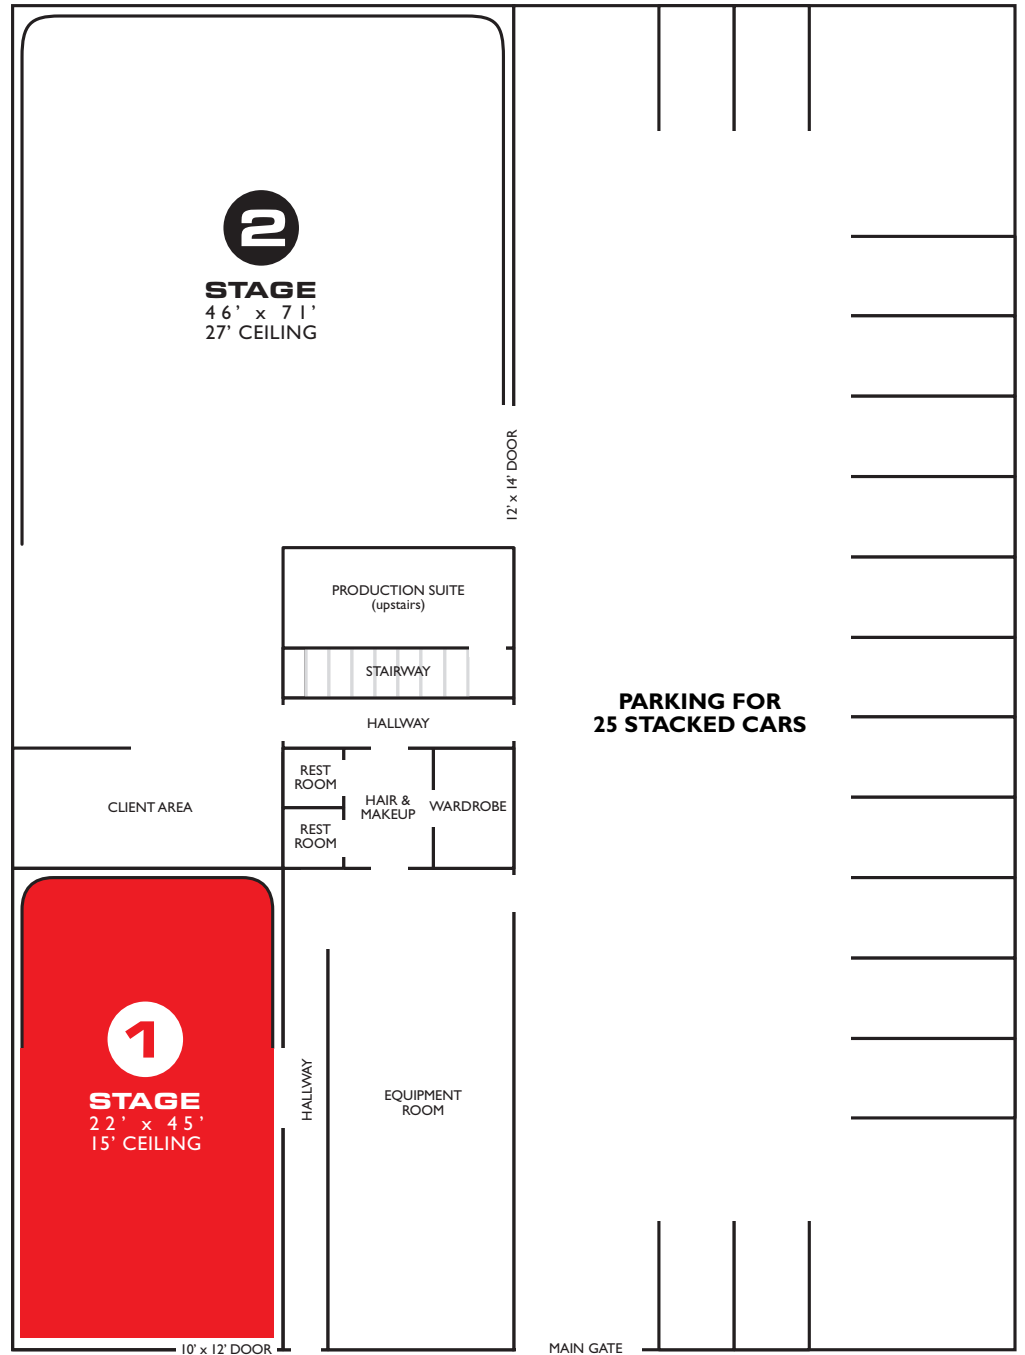 2
STAGE
46’ x 71’
27’ CEILING
12’ x 14’ DOOR
PRODUCTION SUITE
(upstairs)
STAIRWAY
HALLWAY
PARKING FOR
25 STACKED CARS
REST
ROOM
HAIR &
MAKEUP
WARDROBE
CLIENT AREA
REST
ROOM
1
STAGE
22’ x 45’
15’ CEILING
HALLWAY
EQUIPMENT
ROOM
10’ x 12’ DOOR
MAIN GATE